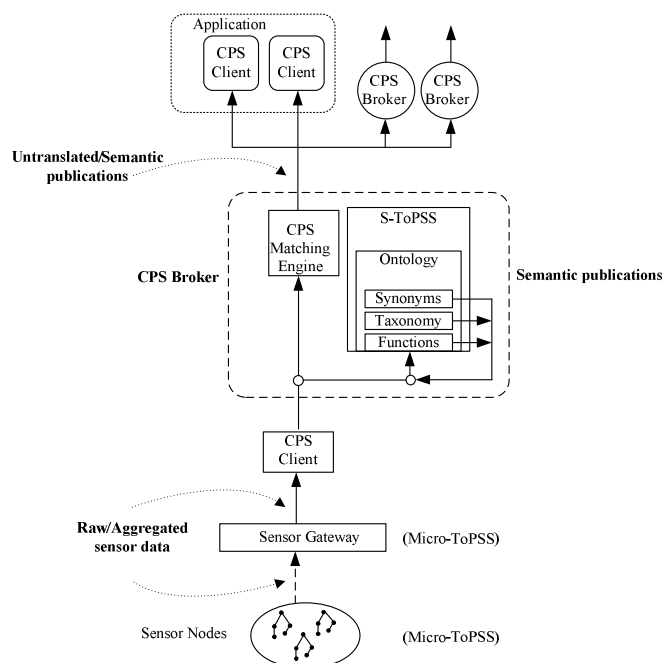 Application
CPS
Client
CPS
Client
CPS
Broker
CPS
Broker
Untranslated/Semantic
publications
S-ToPSS
CPS
Matching
Engine
Ontology
CPS Broker
Semantic publications
Synonyms
Taxonomy
Functions
CPS
Client
Raw/Aggregated
sensor data
Sensor Gateway
(Micro-ToPSS)
Sensor Nodes
(Micro-ToPSS)